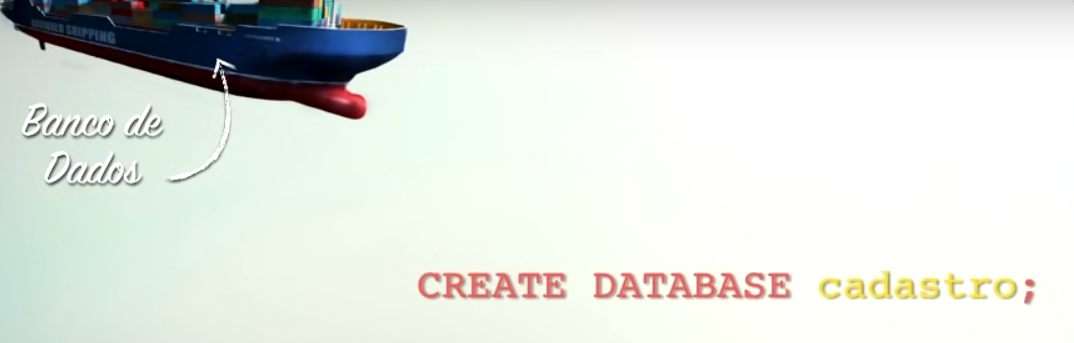 Banco de
Dados
CREATE DATABASE cadastro;